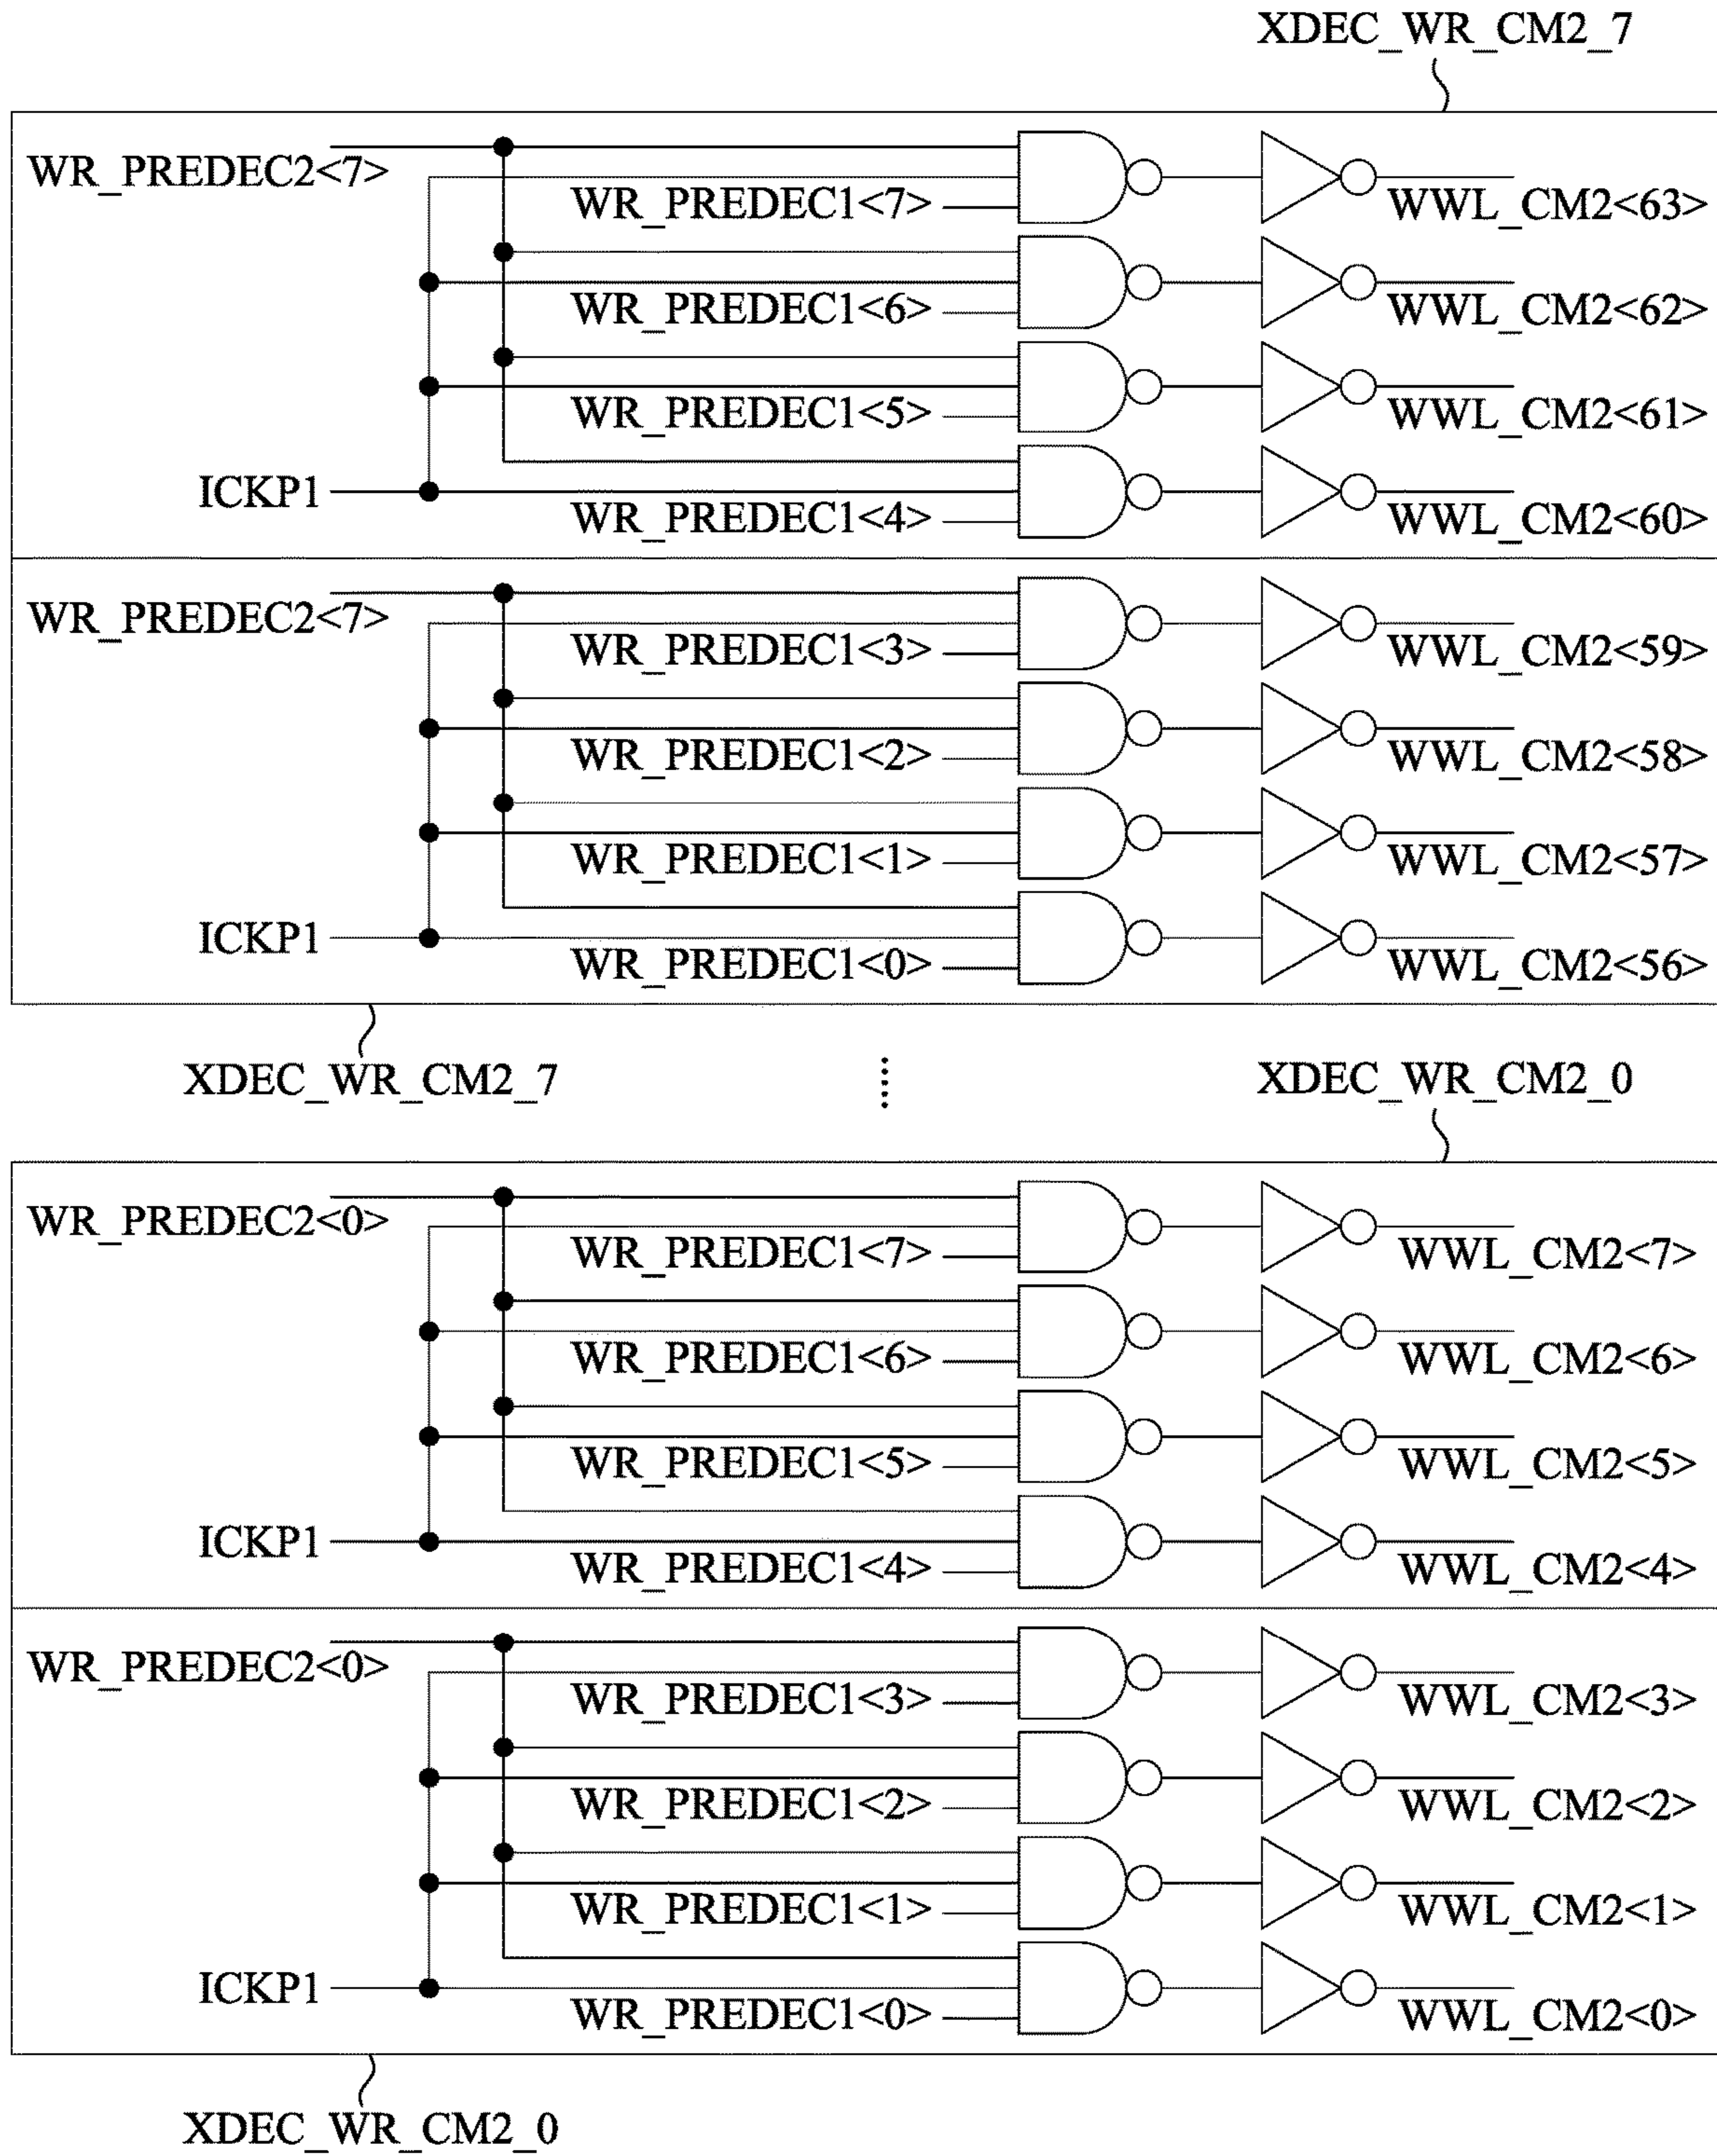 XDEC_WR_CM2_7
WR_PREDEC2<7>
WR_PREDEC1<7>
WWL_CM2<63>
WR_PREDEC1<6>
WWL_CM2<62>
WR_PREDEC1<5>
WWL_CM2<61>
ICKP1
WR_PREDEC1<4>
WWL_CM2<60>
WR_PREDEC2<7>
WR_PREDEC1<3>
WWL_CM2<59>
WR_PREDEC1<2>
WWL_CM2<58>
WR_PREDEC1<1>
WWL_CM2<57>
ICKP1
WR_PREDEC1<0>
WWL_CM2<56>
XDEC_WR_CM2_7
XDEC_WR_CM2_0
WR_PREDEC2<0>
WR_PREDEC1<7>
WWL_CM2<7>
WR_PREDEC1<6>
WWL_CM2<6>
WR_PREDEC1<5>
WWL_CM2<5>
ICKP1
WR_PREDEC1<4>
WWL_CM2<4>
WR_PREDEC2<0>
WR_PREDEC1<3>
WWL_CM2<3>
WR_PREDEC1<2>
WWL_CM2<2>
WR_PREDEC1<1>
WWL_CM2<1>
ICKP1
WR_PREDEC1<0>
WWL_CM2<0>
XDEC_WR_CM2_0